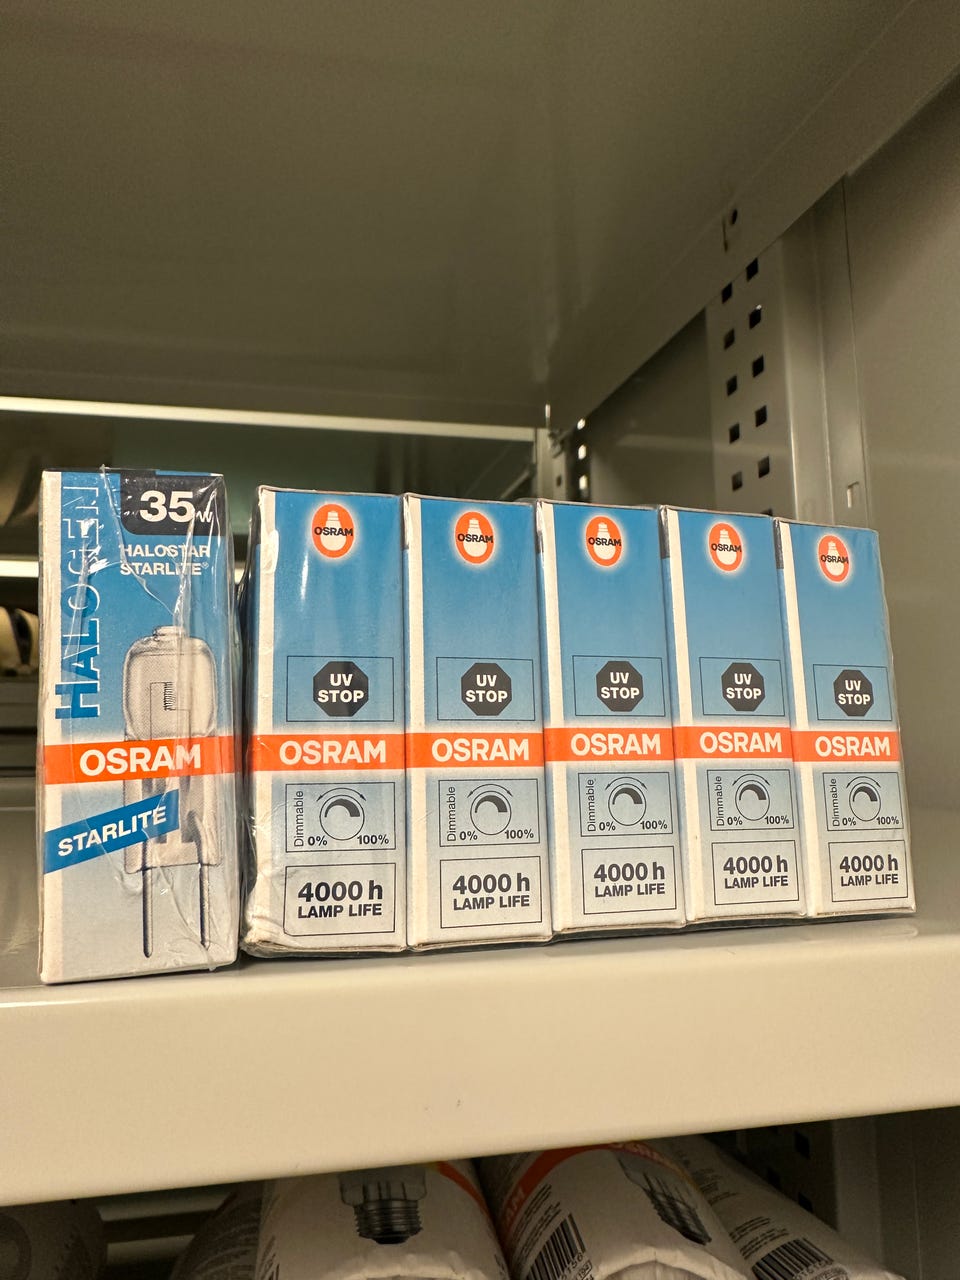 HALOGEN
35W
HALOSTAR
STARLITE®
OSRAM
STARLITE
OSRAM
UV
STOP
OSRAM
Dimmable
0% 100%
4000 h
LAMP LIFE
OSRAM
UV
STOP
OSRAM
Dimmable
0% 100%
4000 h
LAMP LIFE
OSRAM
UV
STOP
OSRAM
Dimmable
0% 100%
4000 h
LAMP LIFE
OSRAM
UV
STOP
OSRAM
Dimmable
0% 100%
4000 h
LAMP LIFE
OSRAM
UV
STOP
OSRAM
Dimmable
0% 100%
4000 h
LAMP LIFE
OSRAM
OSRAM